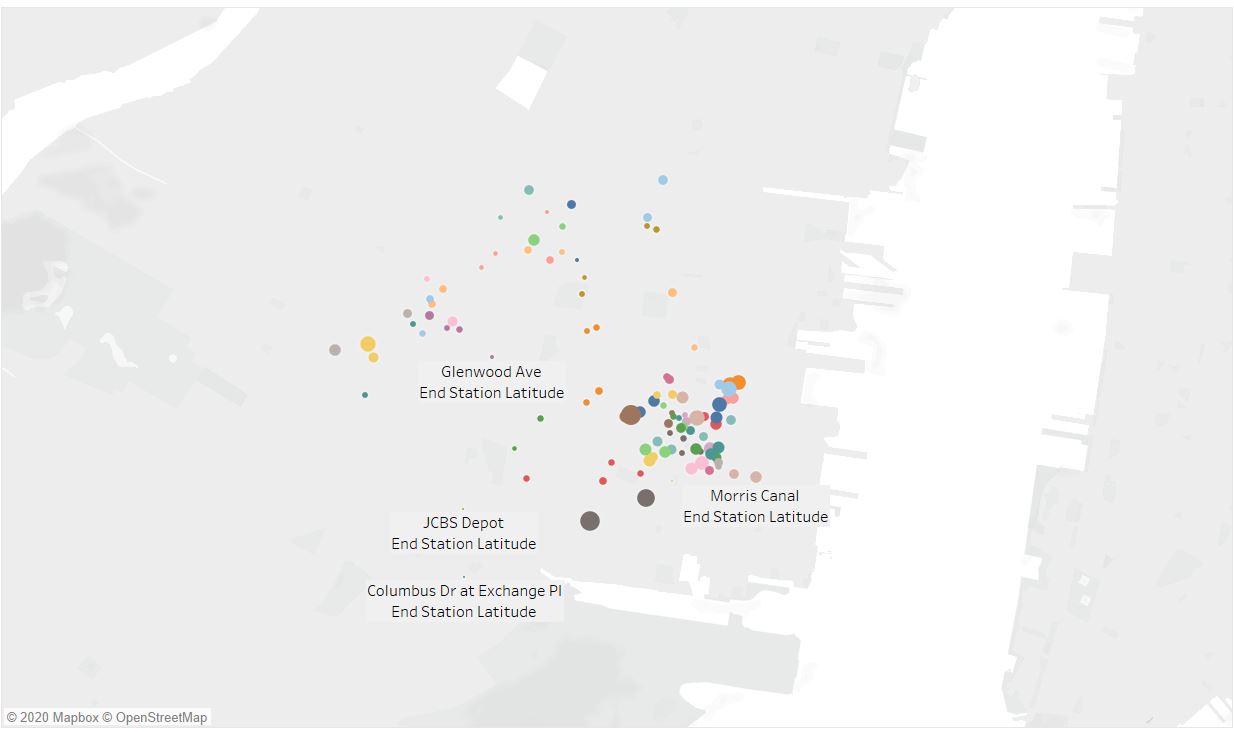 Glenwood Ave
End Station Latitude
Morris Canal
End Station Latitude
JCBS Depot
End Station Latitude
Columbus Dr at Exchange Pl
End Station Latitude
© 2020 Mapbox © OpenStreetMap